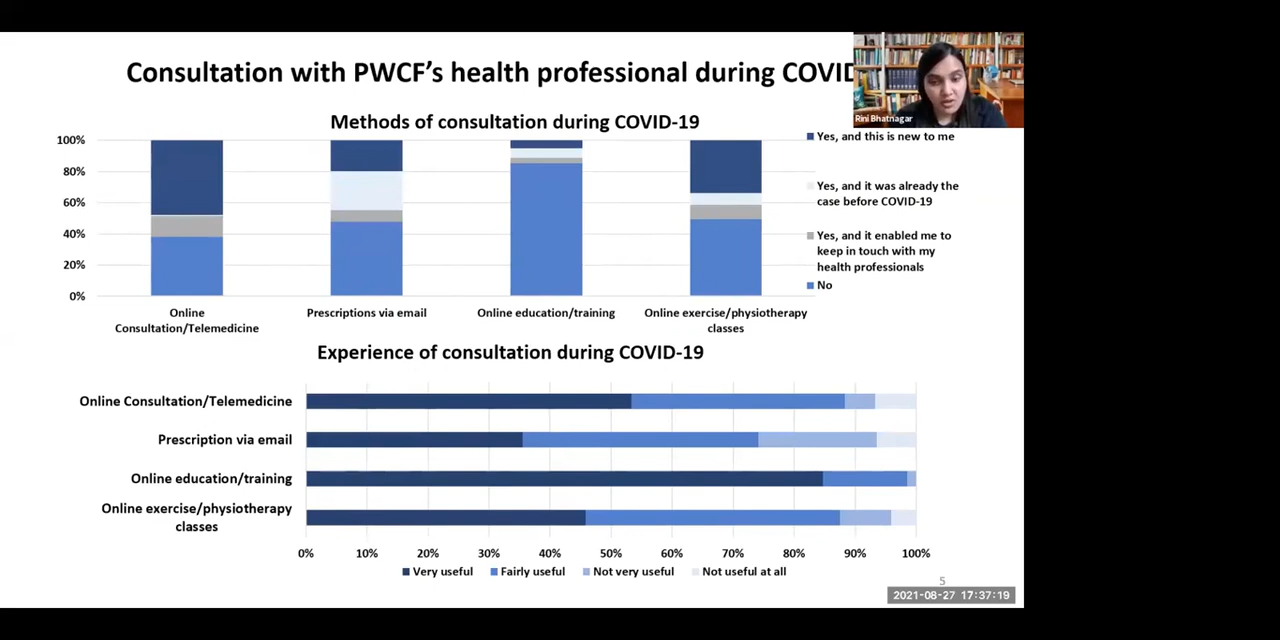 Consultation with PWCF's health professional during COVID
Rini Bhatnagar
Methods of consultation during COVID-19
100%
80%
60%
40%
20%
0%
Online
Consultation/Telemedicine
Prescriptions via email
Online education/training
Online exercise/physiotherapy
classes
Yes, and this is new to me
Yes, and it was already the
case before COVID-19
Yes, and it enabled me to
keep in touch with my
health professionals
No
Experience of consultation during COVID-19
Online Consultation/Telemedicine
Prescription via email
Online education/training
Online exercise/physiotherapy
classes
0% 10% 20% 30% 40% 50% 60% 70% 80% 90% 100%
Very useful Fairly useful Not very useful Not useful at all
5
2021-08-27 17:37:19